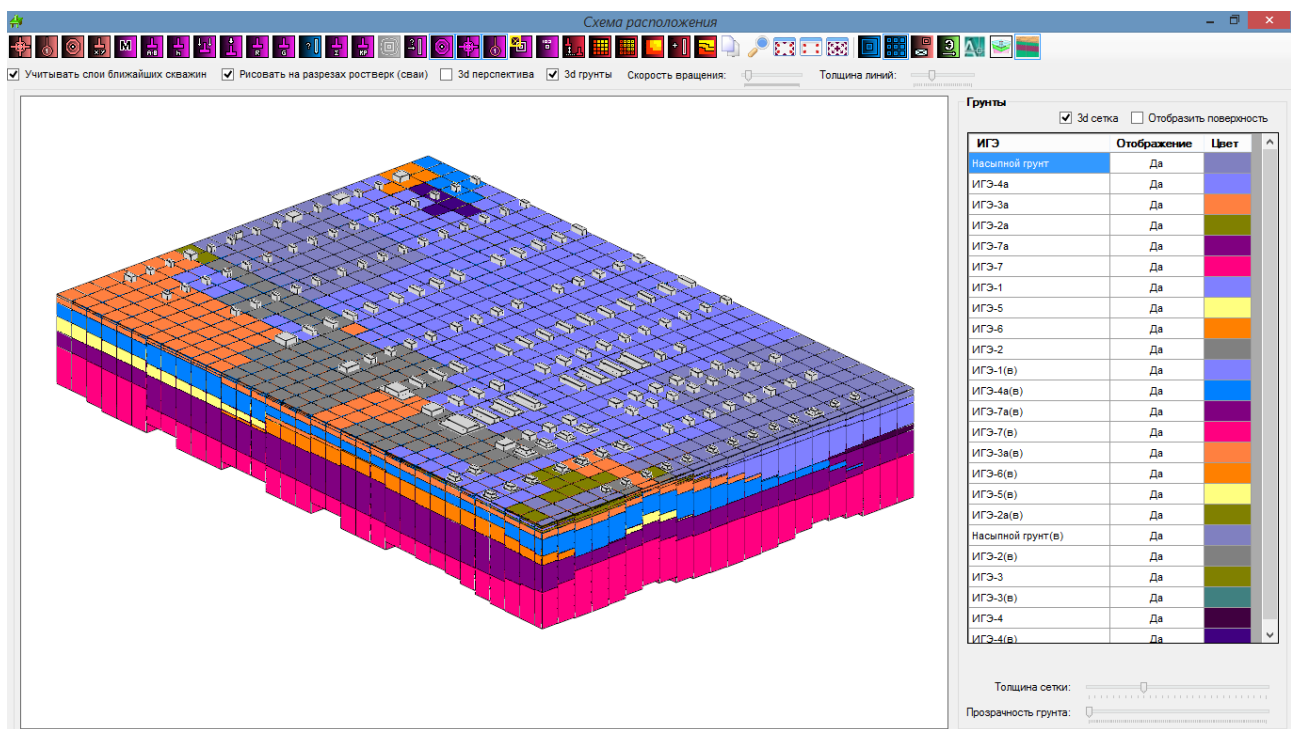 Схема расположения
Учитывать слои ближайших скважин Рисовать на разрезах ростверк (сваи) 3d перспектива 3d грунты Скорость вращения: Толщина линий:
Грунты
3d сетка Отобразить поверхность
ИГЭ Отображение Цвет
Насыпной грунт Да
ИГЭ-4а Да
ИГЭ-3а Да
ИГЭ-2а Да
ИГЭ-7а Да
ИГЭ-7 Да
ИГЭ-1 Да
ИГЭ-5 Да
ИГЭ-6 Да
ИГЭ-2 Да
ИГЭ-1(в) Да
ИГЭ-4а(в) Да
ИГЭ-7а(в) Да
ИГЭ-7(в) Да
ИГЭ-3а(в) Да
ИГЭ-6(в) Да
ИГЭ-5(в) Да
ИГЭ-2а(в) Да
Насыпной грунт(в) Да
ИГЭ-2(в) Да
ИГЭ-3 Да
ИГЭ-3(в) Да
ИГЭ-4 Да
ИГЭ-4(в) Да
Толщина сетки:
Прозрачность грунта: